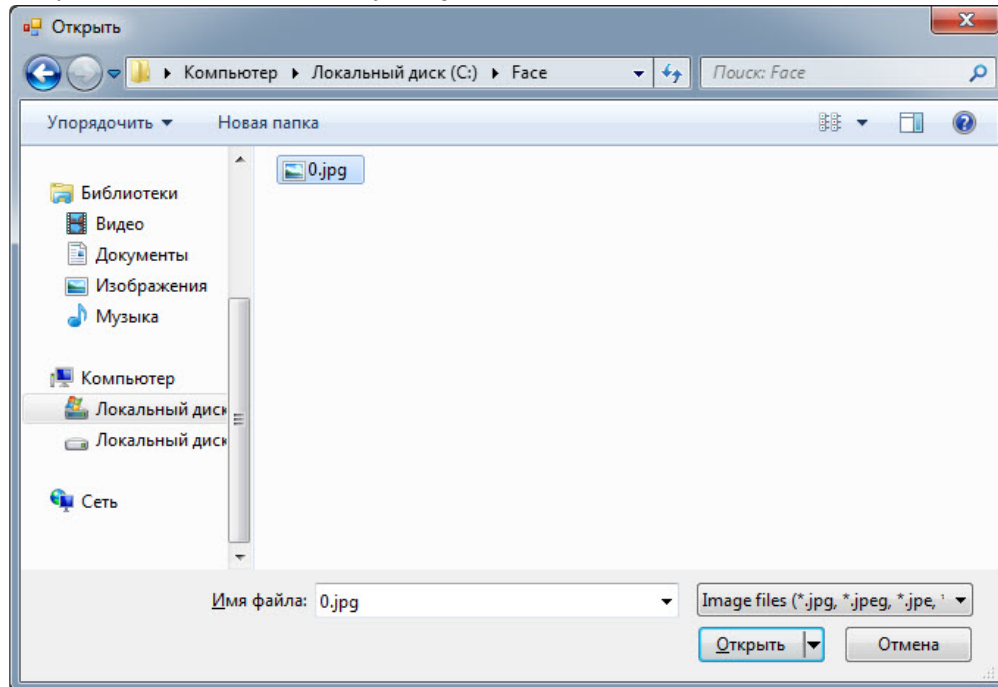 Открыть
Компьютер ▸ Локальный диск (C:) ▸ Face
Поиск: Face
Упорядочить
Новая папка
0.jpg
Библиотеки
Видео
Документы
Изображения
Музыка
Компьютер
Локальный диск
Локальный диск
Сеть
Имя файла: 0.jpg
Image files (*.jpg, *.jpeg, *.jpe,
Открыть
Отмена